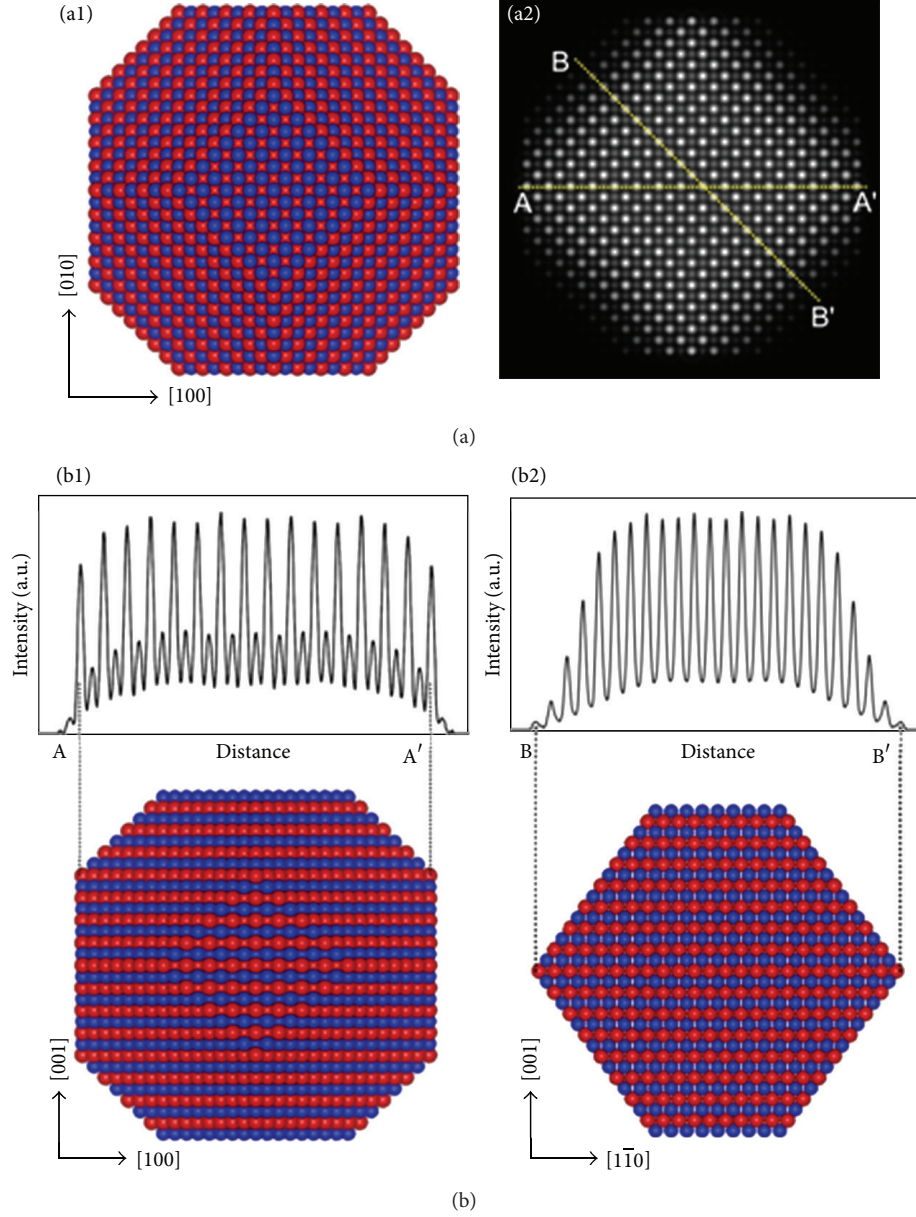 (a1)
(a2)
B
A
A'
B'
[010]
[100]
(a)
(b1)
(b2)
Intensity (a.u.)
Intensity (a.u.)
A
Distance
A′
B
Distance
B′
[001]
[100]
[001]
[11̅0]
(b)